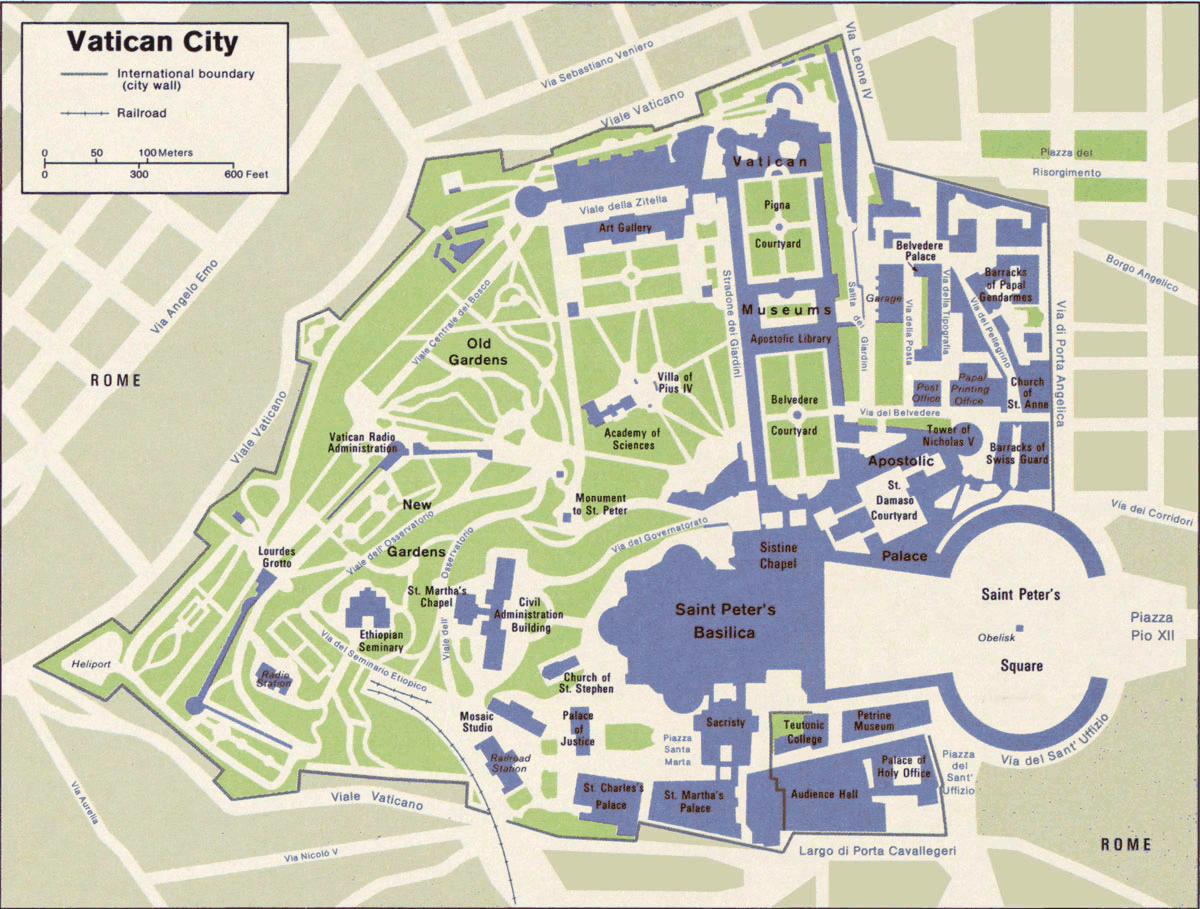 Vatican City
International boundary
(city wall)
Railroad
0 50 100 Meters
0 300 600 Feet
Via Sebastiano Veniero
Viale Vaticano
Via Leone IV
Piazza del
Risorgimento
Vatican
Viale della Zitella
Art Gallery
Pigna
Courtyard
Belvedere
Palace
Borgo Angelico
Via Angelo Emo
Barracks
of Papal
Gendarmes
Garage
Via della Posta
Via della Tipografia
Via del Pellegrino
Via di Porta Angelica
Salita dei Giardini
Stradone dei Giardini
Museums
Apostolic Library
Viale Centrale del Bosco
Old
Gardens
ROME
Villa of
Pius IV
Belvedere
Courtyard
Post
Office
Papal
Printing
Office
Church
of
St. Anne
Via del Belvedere
Viale Vaticano
Vatican Radio
Administration
Academy of
Sciences
Tower of
Nicholas V
Barracks of
Swiss Guard
Apostolic
St.
Damaso
Courtyard
New
Gardens
Monument
to St. Peter
Via dei Corridori
Viale dell' Osservatorio
Via del Governatorato
Lourdes
Grotto
Sistine
Chapel
Palace
St. Martha's
Chapel
Viale dell' Osservatorio
Civil
Administration
Building
Ethiopian
Seminary
Saint Peter's
Basilica
Saint Peter's
Obelisk
Square
Piazza
Pio XII
Heliport
Via del Seminario Etiopico
Radio
Station
Church of
St. Stephen
Mosaic
Studio
Palace
of
Justice
Sacristy
Teutonic
College
Petrine
Museum
Piazza
Santa
Marta
Railroad
Station
Via del Sant' Uffizio
Palace of
Holy Office
Piazza
del
Sant'
Uffizio
St. Charles's
Palace
St. Martha's
Palace
Audience Hall
Via Aurelia
Viale Vaticano
Via Nicoló V
Largo di Porta Cavallegeri
ROME